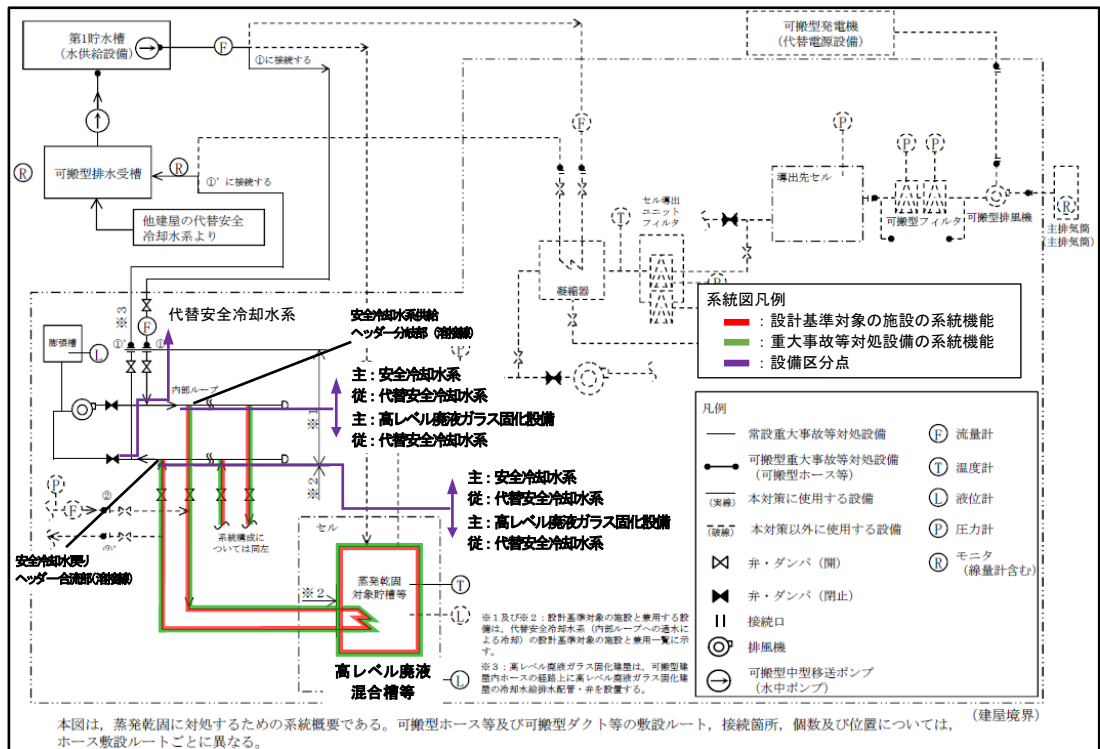 第1貯水槽
(水供給設備)
F
①に接続する
可搬型発電機
(代替電源設備)
R
可搬型排水受槽
R
①’に接続する
他建屋の代替安全
冷却水系より
F
P
P
P
導出先セル
セル導出
ユニット
フィルタ
T
凝縮器
可搬型フィルタ
可搬型排風機
R
主排気筒
(主排気筒)
※3
代替安全冷却水系
安全冷却水系供給
ヘッダー分岐部(溶接線)
膨張槽
L
F
①’
①
内部ループ
P
主:安全冷却水系
従:代替安全冷却水系
主:高レベル廃液ガラス固化設備
従:代替安全冷却水系
※1
※2
主:安全冷却水系
従:代替安全冷却水系
主:高レベル廃液ガラス固化設備
従:代替安全冷却水系
P
F
②
②’
安全冷却水戻り
ヘッダー合流部(溶接線)
系統構成に
ついては同左
セル
※2
蒸発乾固
対象貯槽等
T
L
L
高レベル廃液
混合槽等
※1及び※2:設計基準対象の施設と兼用する設
備は、代替安全冷却水系(内部ループへの通水に
よる冷却)の設計基準対象の施設と兼用一覧に示
す。
※3:高レベル廃液ガラス固化建屋は、可搬型建
屋内ホースの経路上に高レベル廃液ガラス固化建
屋の冷却水給排水配管・弁を設置する。
系統図凡例
:設計基準対象の施設の系統機能
:重大事故等対処設備の系統機能
:設備区分点
凡例
常設重大事故等対処設備
可搬型重大事故等対処設備
(可搬型ホース等)
(実線)
本対策に使用する設備
(破線)
本対策以外に使用する設備
弁・ダンパ(開)
弁・ダンパ(閉止)
接続口
排風機
可搬型中型移送ポンプ
(水中ポンプ)
F 流量計
T 温度計
L 液位計
P 圧力計
R モニタ
(線量計含む)
(建屋境界)
本図は,蒸発乾固に対処するための系統概要である。可搬型ホース等及び可搬型ダクト等の敷設ルート,接続箇所,個数及び位置については,
ホース敷設ルートごとに異なる。